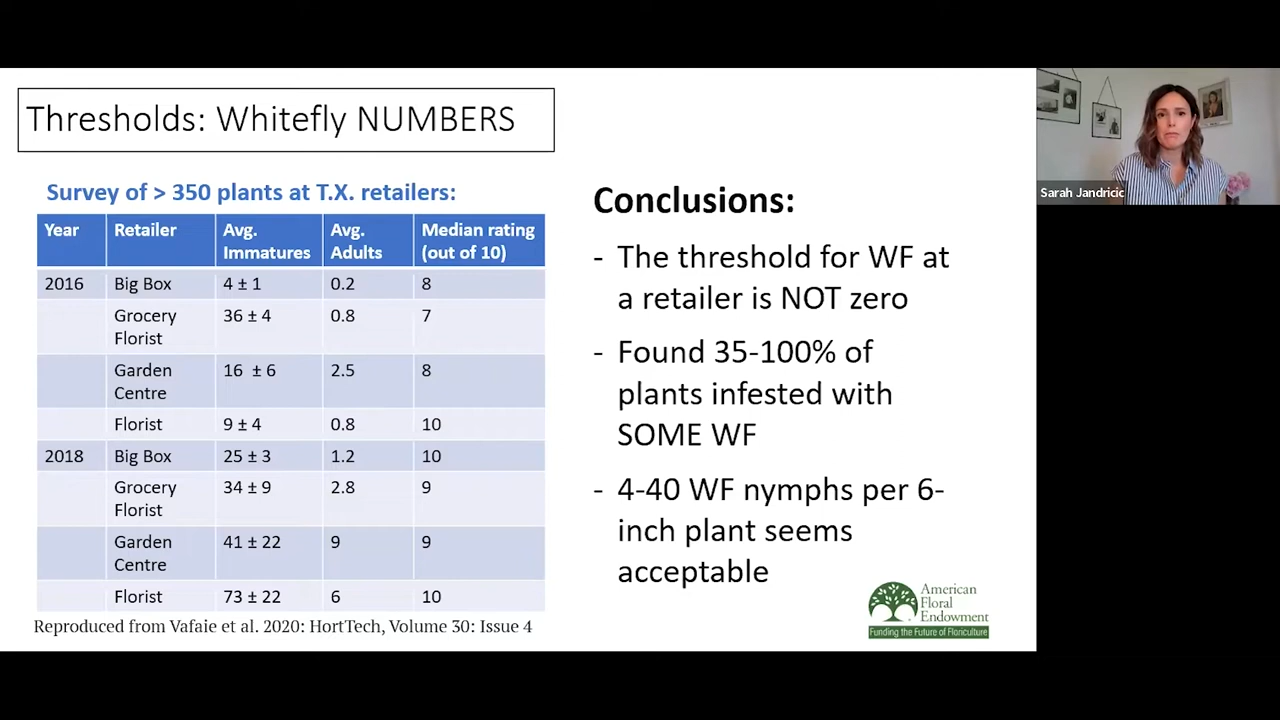 Thresholds: Whitefly NUMBERS
Survey of > 350 plants at T.X. retailers:
Year Retailer Avg. Immatures Avg. Adults Median rating (out of 10)
2016 Big Box 4 ± 1 0.2 8
Grocery Florist 36 ± 4 0.8 7
Garden Centre 16 ± 6 2.5 8
Florist 9 ± 4 0.8 10
2018 Big Box 25 ± 3 1.2 10
Grocery Florist 34 ± 9 2.8 9
Garden Centre 41 ± 22 9 9
Florist 73 ± 22 6 10
Reproduced from Vafaie et al. 2020: HortTech, Volume 30: Issue 4
Conclusions:
- The threshold for WF at
a retailer is NOT zero
- Found 35-100% of
plants infested with
SOME WF
- 4-40 WF nymphs per 6-
inch plant seems
acceptable
American
Floral
Endowment
Funding the Future of Floriculture
Sarah Jandricic